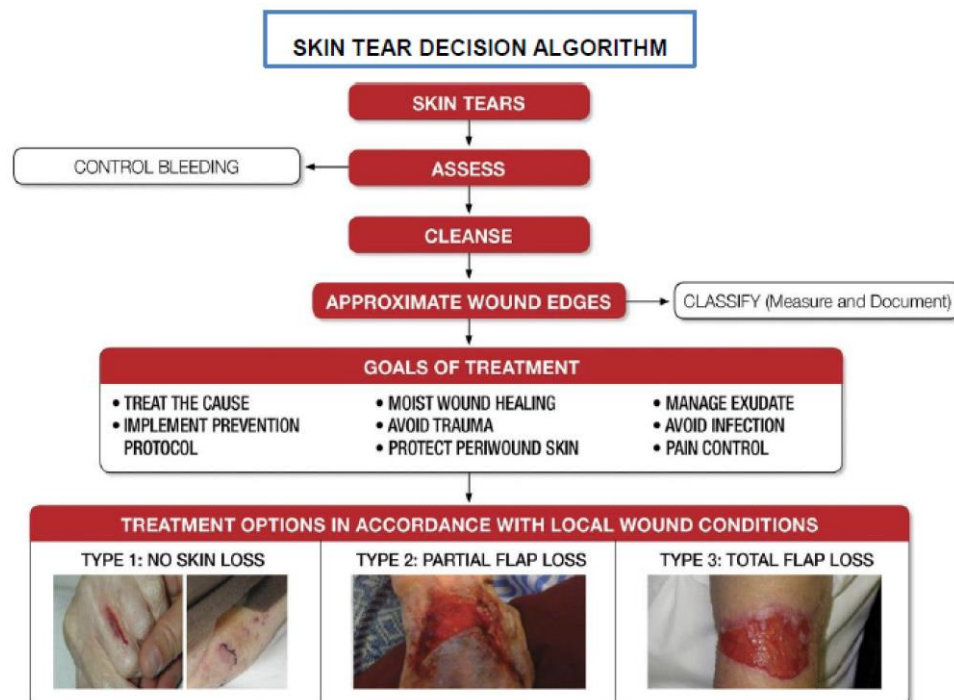 SKIN TEAR DECISION ALGORITHM
SKIN TEARS
CONTROL BLEEDING
ASSESS
CLEANSE
APPROXIMATE WOUND EDGES
CLASSIFY (Measure and Document)
GOALS OF TREATMENT
• TREAT THE CAUSE
• IMPLEMENT PREVENTION
PROTOCOL
• MOIST WOUND HEALING
• AVOID TRAUMA
• PROTECT PERIWOUND SKIN
• MANAGE EXUDATE
• AVOID INFECTION
• PAIN CONTROL
TREATMENT OPTIONS IN ACCORDANCE WITH LOCAL WOUND CONDITIONS
TYPE 1: NO SKIN LOSS
TYPE 2: PARTIAL FLAP LOSS
TYPE 3: TOTAL FLAP LOSS